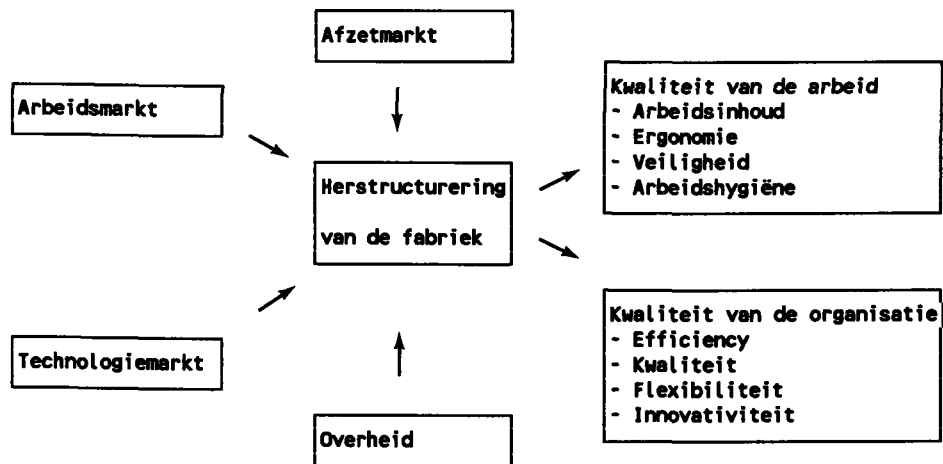 Afzetmarkt
Arbeidsmarkt
Kwaliteit van de arbeid
- Arbeidsinhoud
- Ergonomie
- Veiligheid
- Arbeidshygiëne
Herstructurering
van de fabriek
Technologiemarkt
Kwaliteit van de organisatie
- Efficiency
- Kwaliteit
- Flexibiliteit
- Innovativiteit
Overheid